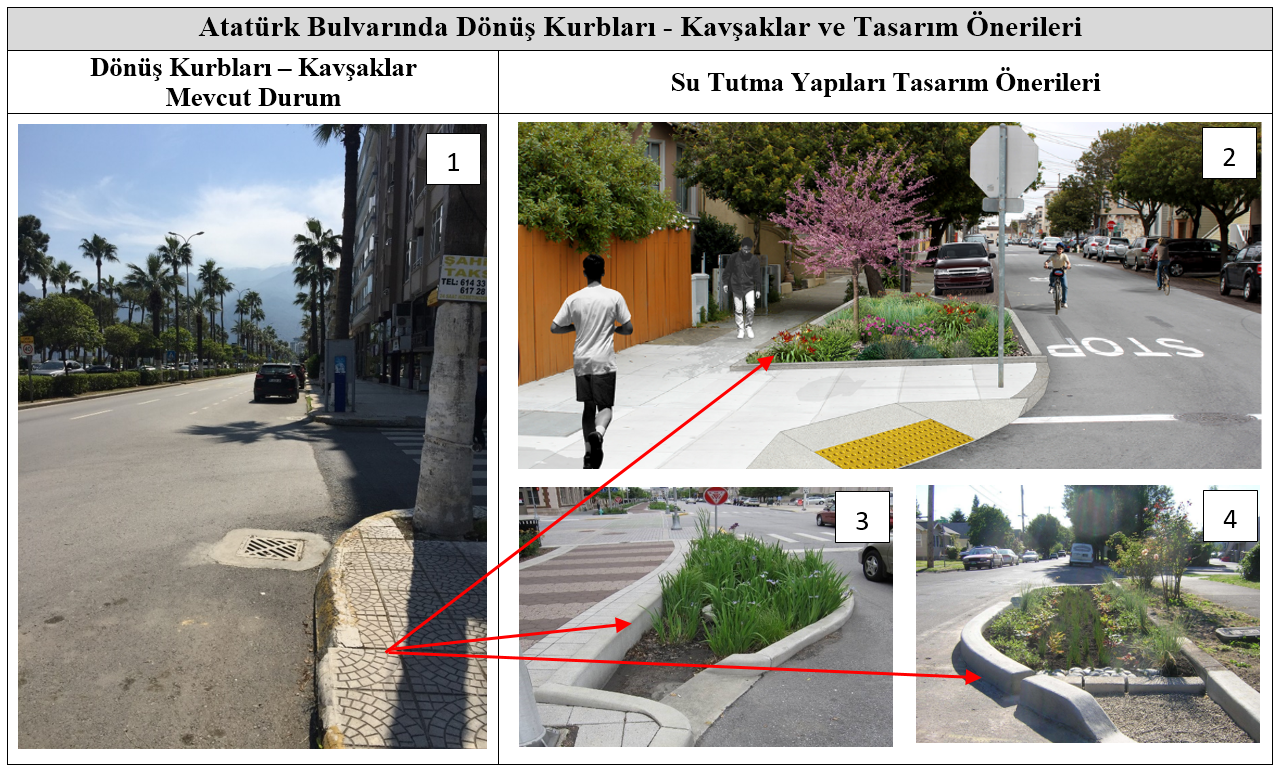 Atatürk Bulvarında Dönüş Kurbları - Kavşaklar ve Tasarım Önerileri
Dönüş Kurbları – Kavşaklar
Mevcut Durum
Su Tutma Yapıları Tasarım Önerileri
1
ŞAHİ
TAKS
TEL: 614 33
617 28
2
STOP
3
4